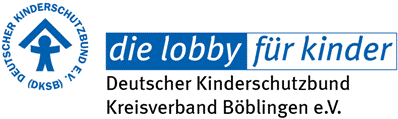 DEUTSCHER KINDERSCHUTZBUND E.V.
(DKSB)
die lobby für kinder
Deutscher Kinderschutzbund
Kreisverband Böblingen e.V.